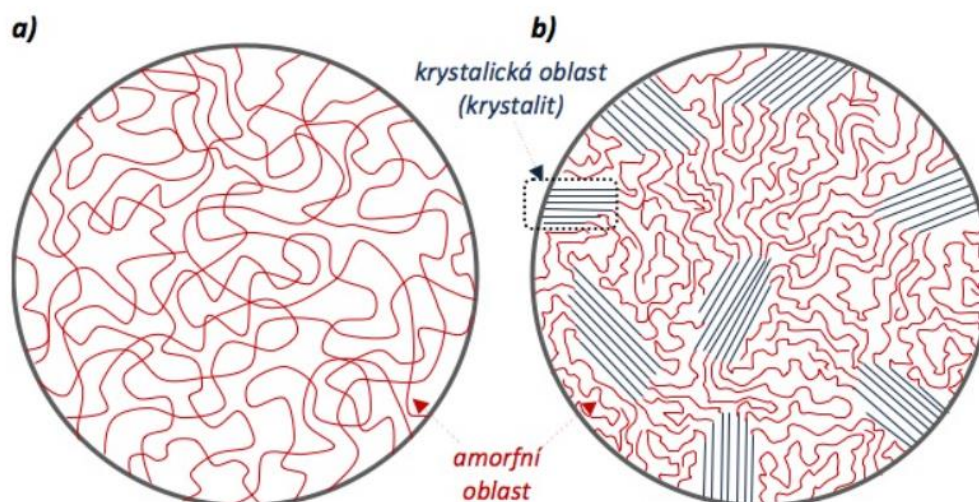 a)
b)
krystalická oblast
(krystalit)
amorfní
oblast